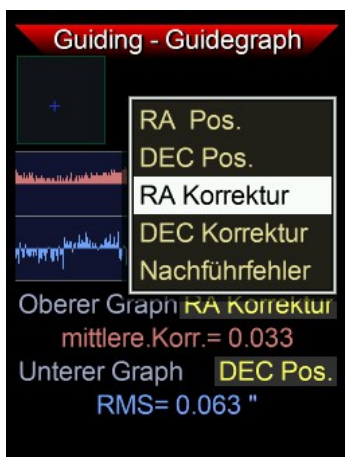 Guiding - Guidegraph
RA Pos.
DEC Pos.
RA Korrektur
DEC Korrektur
Nachführfehler
Oberer Graph RA Korrektur
mittlere.Korr.= 0.033
Unterer Graph DEC Pos.
RMS= 0.063 "